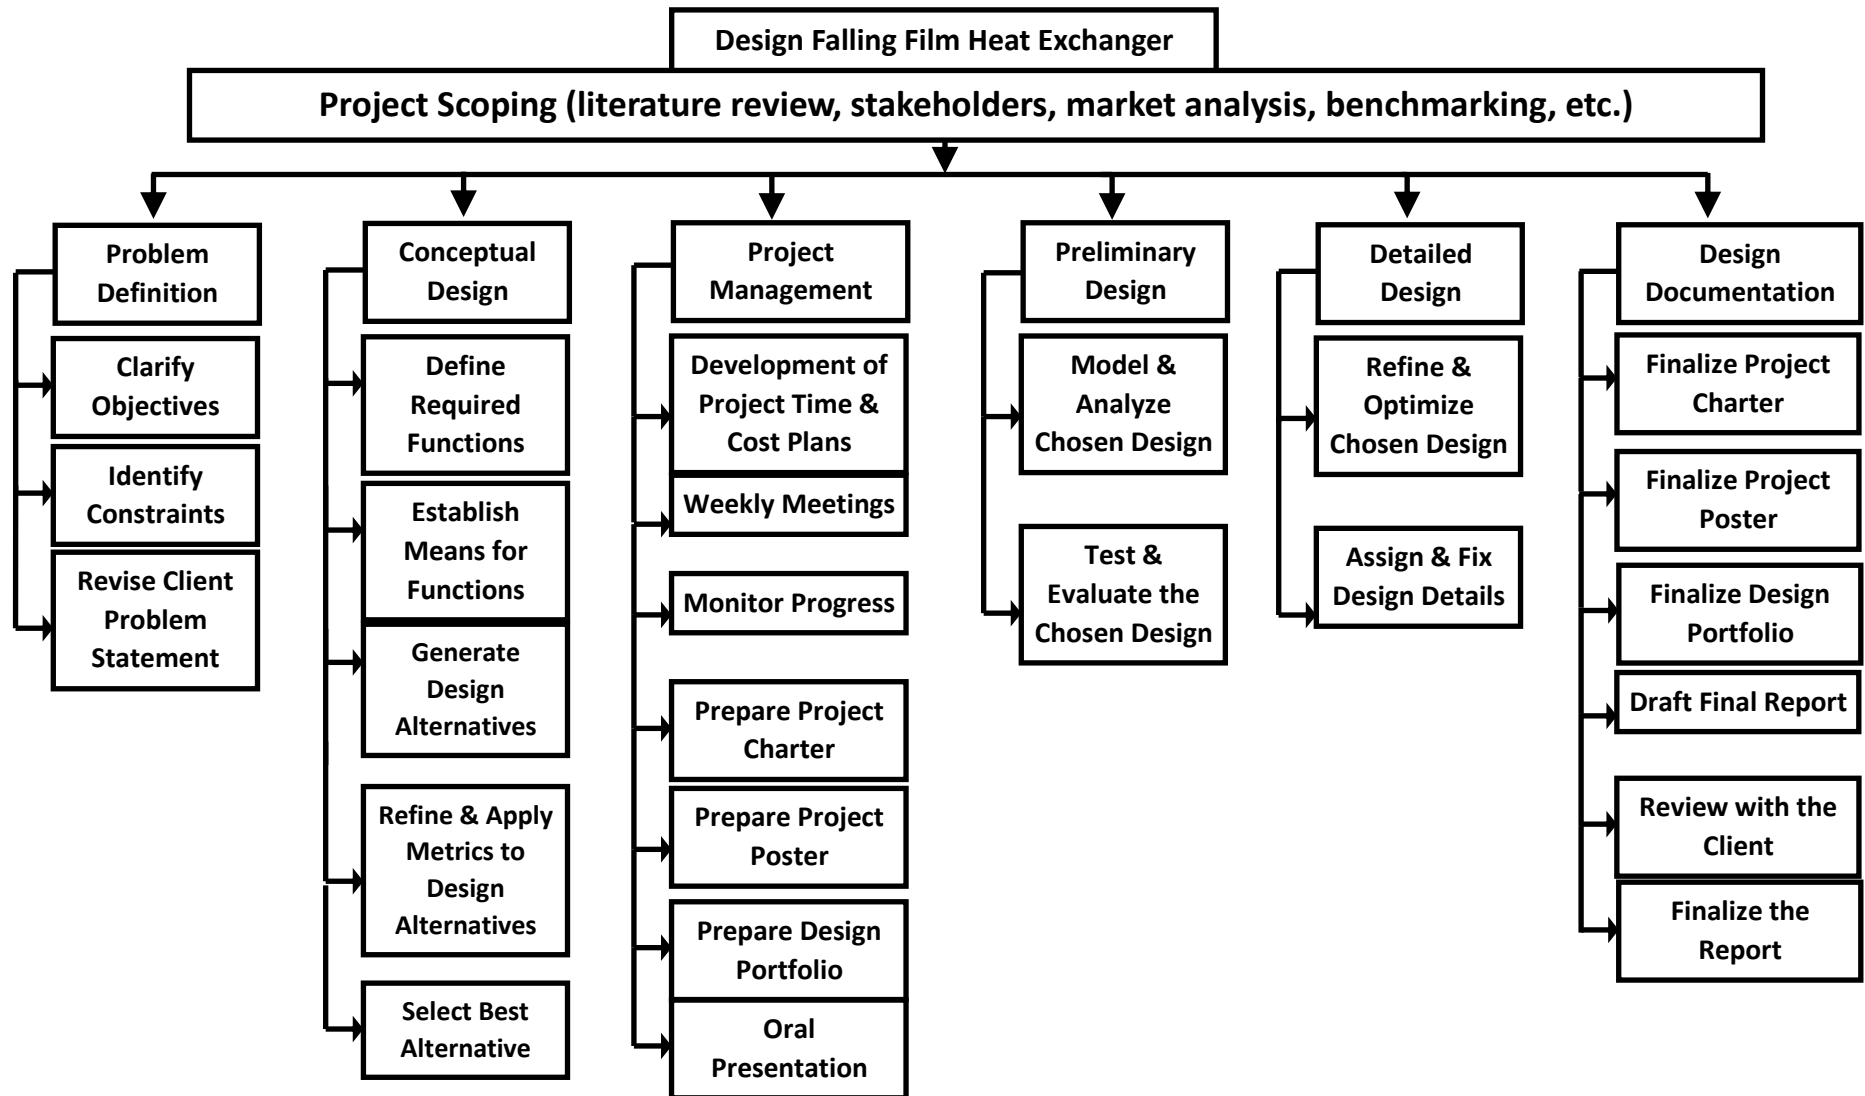 Design Falling Film Heat Exchanger
Project Scoping (literature review, stakeholders, market analysis, benchmarking, etc.)
Problem
Definition
Clarify
Objectives
Identify
Constraints
Revise Client
Problem
Statement
Conceptual
Design
Define
Required
Functions
Establish
Means for
Functions
Generate
Design
Alternatives
Refine & Apply
Metrics to
Design
Alternatives
Select Best
Alternative
Project
Management
Development of
Project Time &
Cost Plans
Weekly Meetings
Monitor Progress
Prepare Project
Charter
Prepare Project
Poster
Prepare Design
Portfolio
Oral
Presentation
Preliminary
Design
Model &
Analyze
Chosen Design
Test &
Evaluate the
Chosen Design
Detailed
Design
Refine &
Optimize
Chosen Design
Assign & Fix
Design Details
Design
Documentation
Finalize Project
Charter
Finalize Project
Poster
Finalize Design
Portfolio
Draft Final Report
Review with the
Client
Finalize the
Report